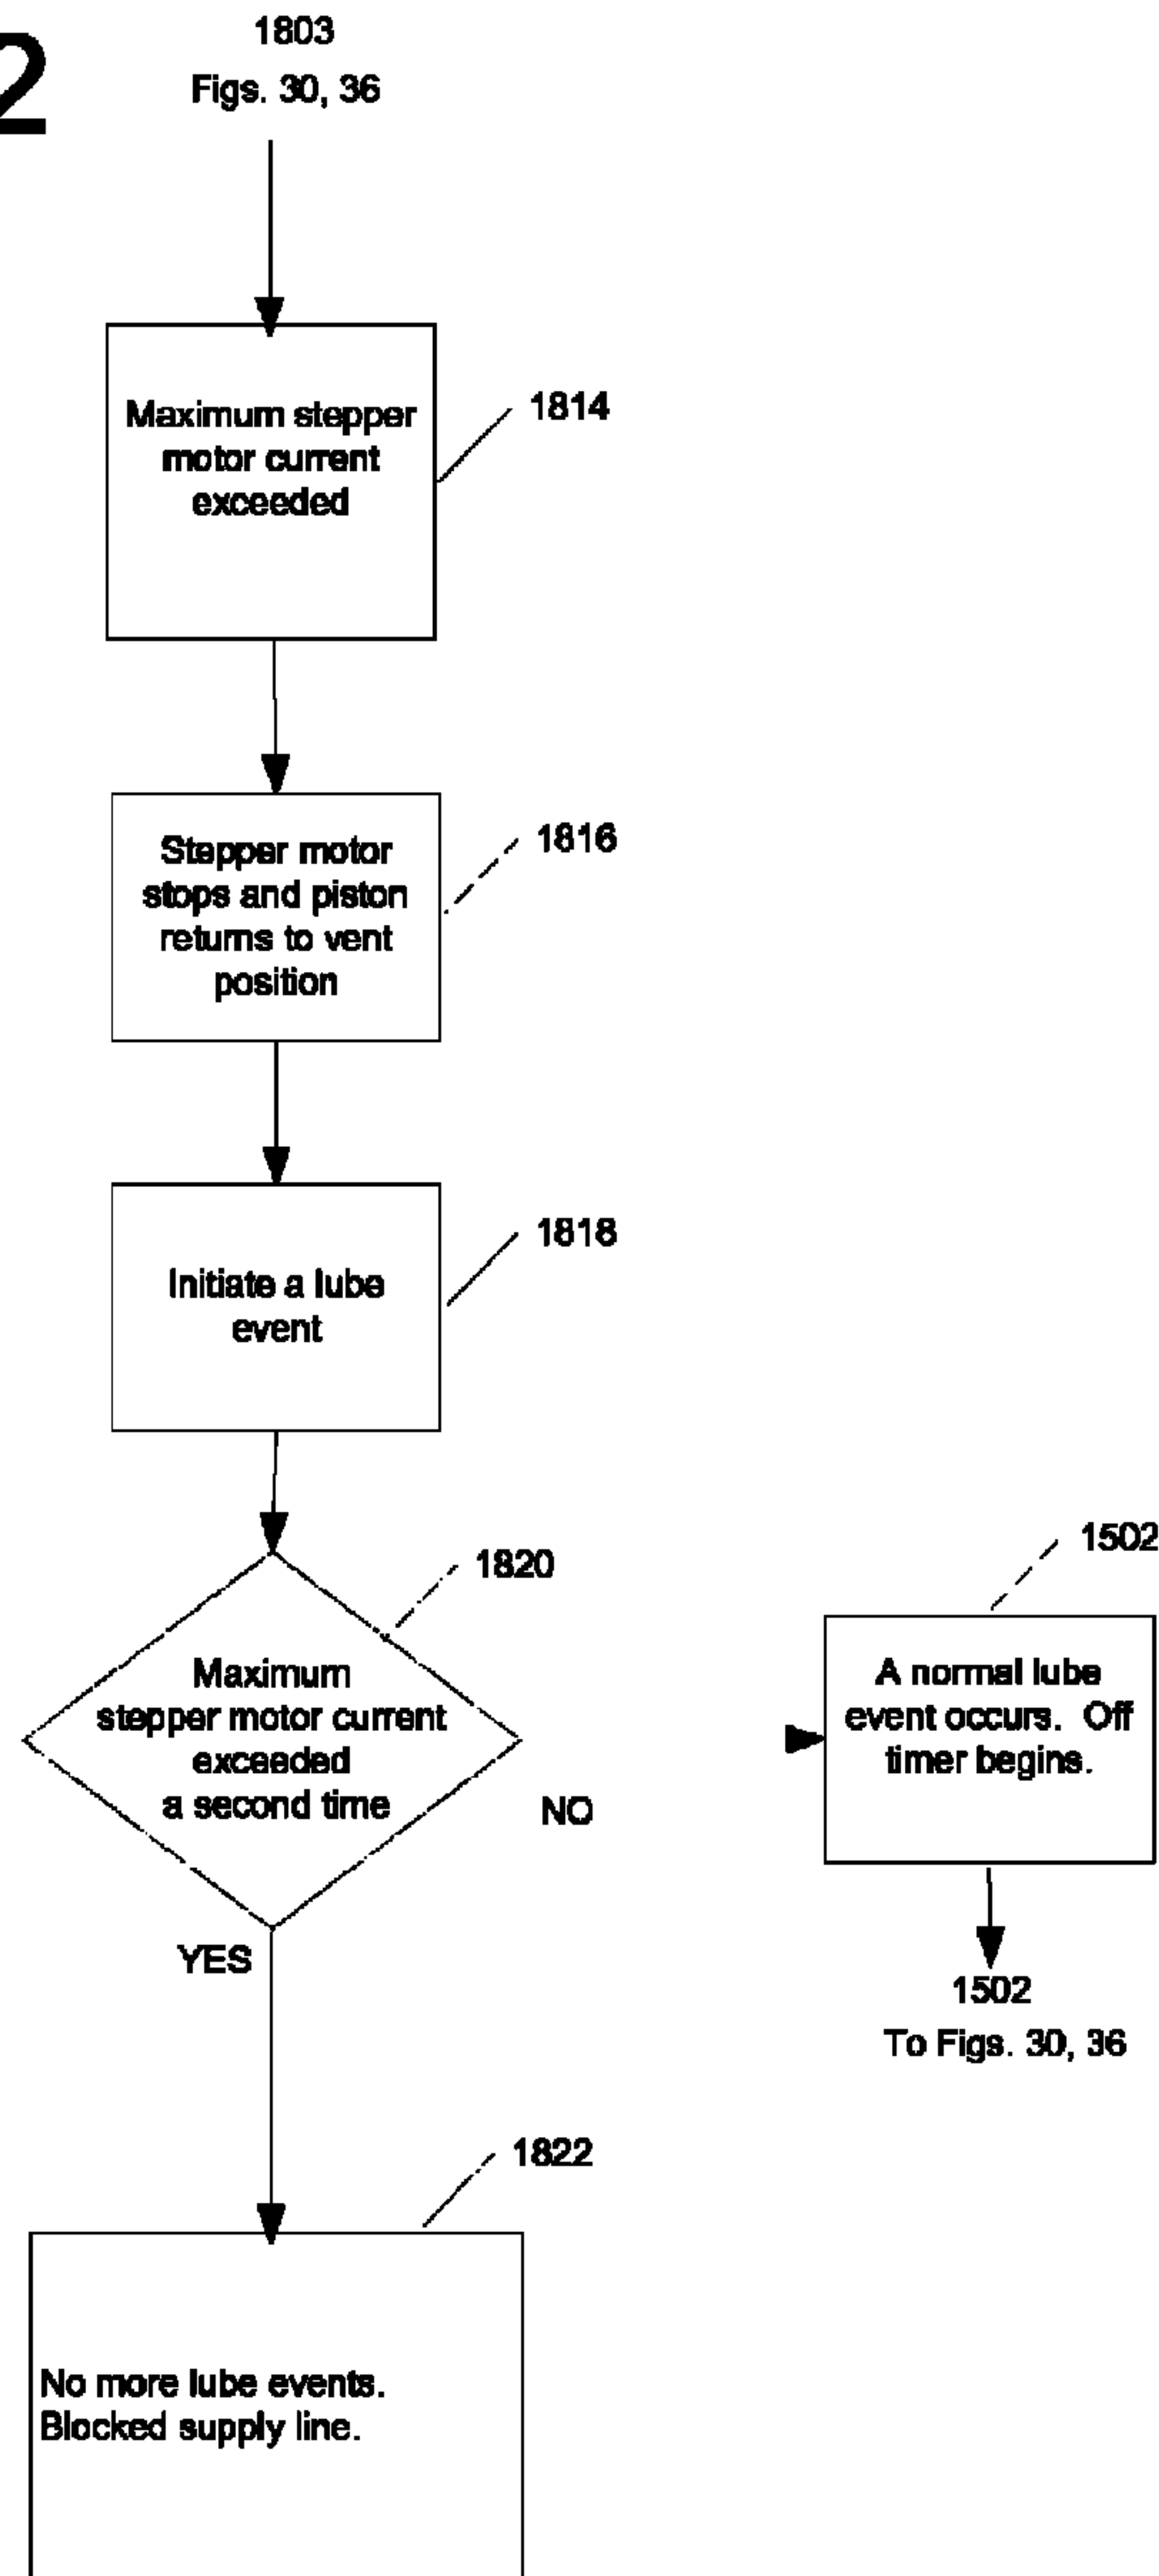 2
1803
Figs. 30, 36
Maximum stepper
motor current
exceeded
1814
Stepper motor
stops and piston
returns to vent
position
1816
Initiate a lube
event
1818
1820
Maximum
stepper motor current
exceeded
a second time
NO
YES
1502
A normal lube
event occurs.  Off
timer begins.
1502
To Figs. 30, 36
1822
No more lube events.
Blocked supply line.